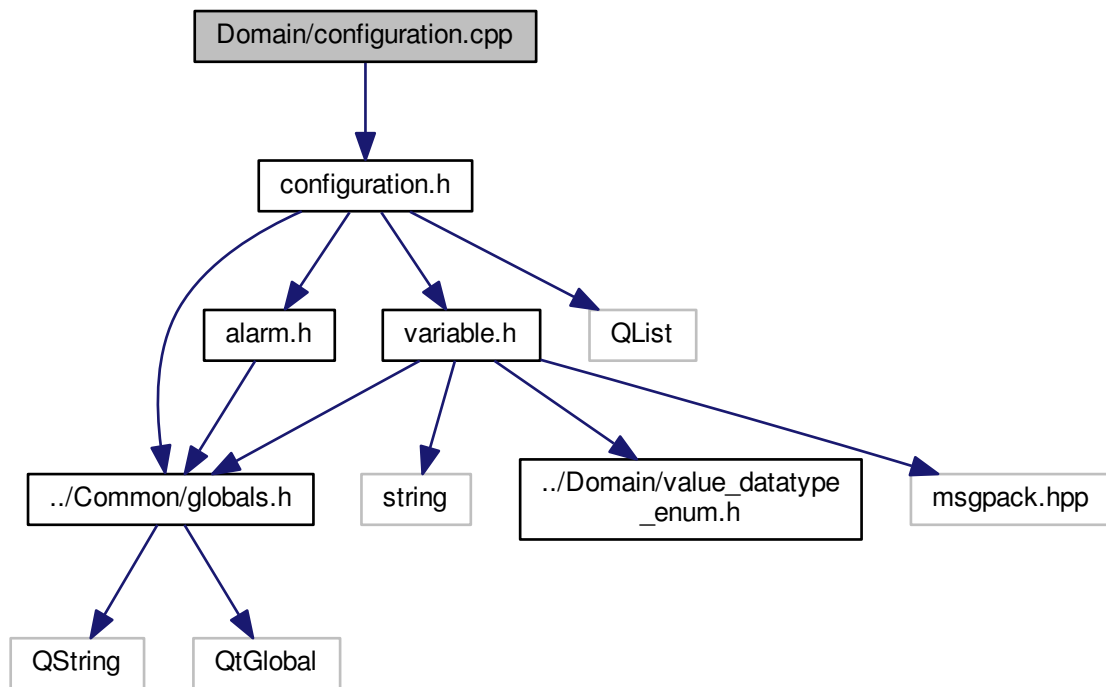 Domain/configuration.cpp
configuration.h
alarm.h
variable.h
QList
../Common/globals.h
string
../Domain/value_datatype
_enum.h
msgpack.hpp
QString
QtGlobal